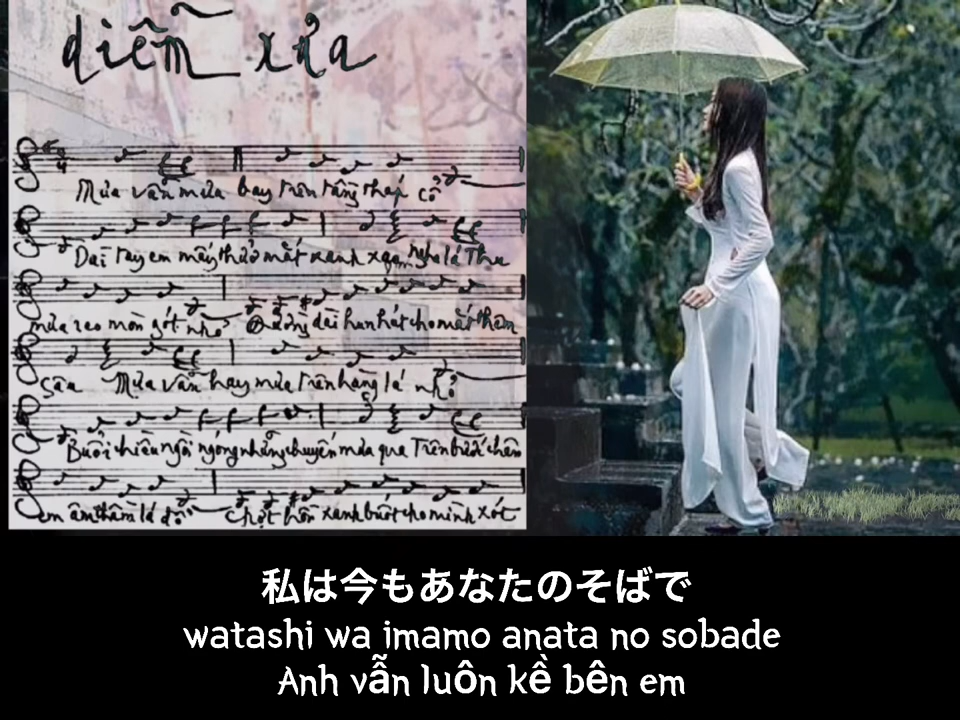 diễm xưa
Mưa vẫn mưa bay trên tầng tháp cổ
Dài tay em mấy thuở mắt xanh xao nghe lá Thu
mưa reo mòn gót nhỏ Đường dài hun hút cho mắt thêm
sâu Mưa vẫn hay mưa trên hàng lá nhỏ
Buổi chiều ngồi ngóng những chuyến mưa qua Trên bước chân
em âm thầm lá đổ chợt hồn xanh buốt cho mình xót
私は今もあなたのそばで
watashi wa imamo anata no sobade
Anh vẫn luôn kề bên em